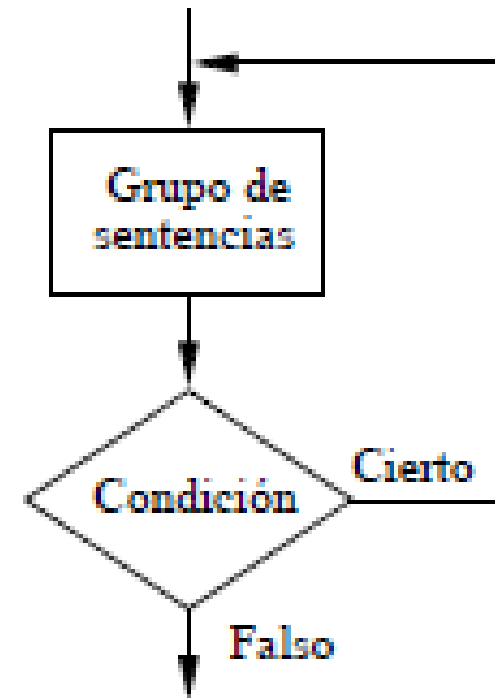 Grupo de
sentencias
Condición
Cierto
Falso